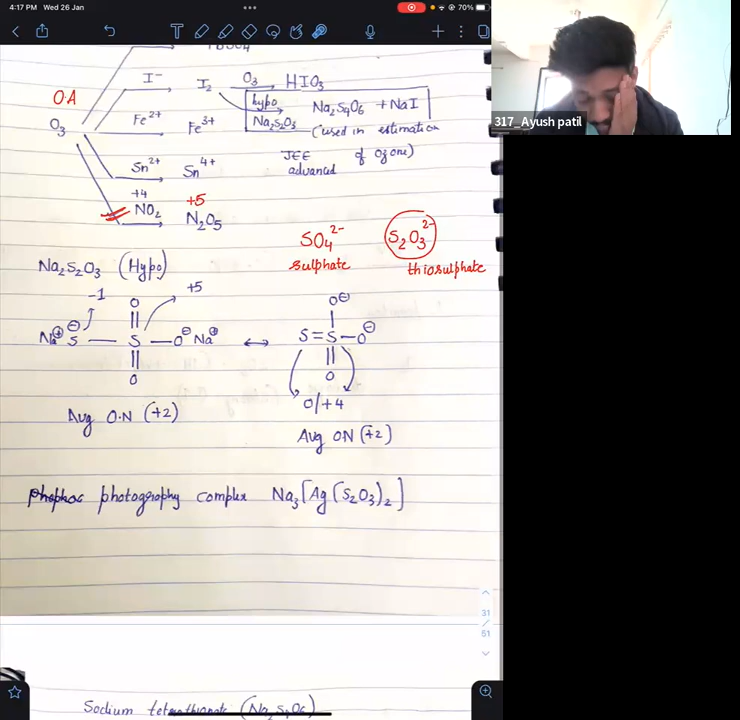 4:17 PM Wed 26 Jan
70%
PbSO4
I⁻ I2 O3 HIO3
O.A
hypo Na2S4O6 + NaI
O3 Fe2+ Fe3+ Na2S2O3 (used in estimation
of Ozone)
Sn2+ Sn4+ JEE
advanced
+4 +5
NO2 N2O5
SO4 2- S2O3 2-
sulphate thiosulphate
Na2S2O3 (Hypo)
-1 O +5 O⊖
Na⊕ S⊖ — S — O⊖ Na⊕ ↔ S=S—O⊖
O O
0/+4
Avg O.N (+2)
Avg ON (+2)
photography complex Na3[Ag(S2O3)2]
31
51
Sodium tetrathionate (Na2S4O6)
317_Ayush patil